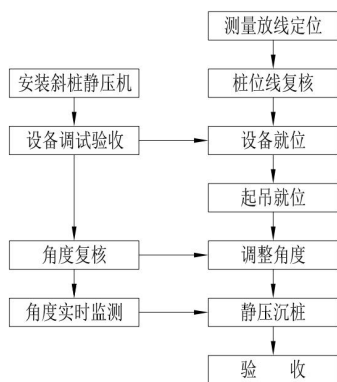 测量放线定位
安装斜桩静压机
桩位线复核
设备调试验收
设备就位
起吊就位
角度复核
调整角度
角度实时监测
静压沉桩
验 收